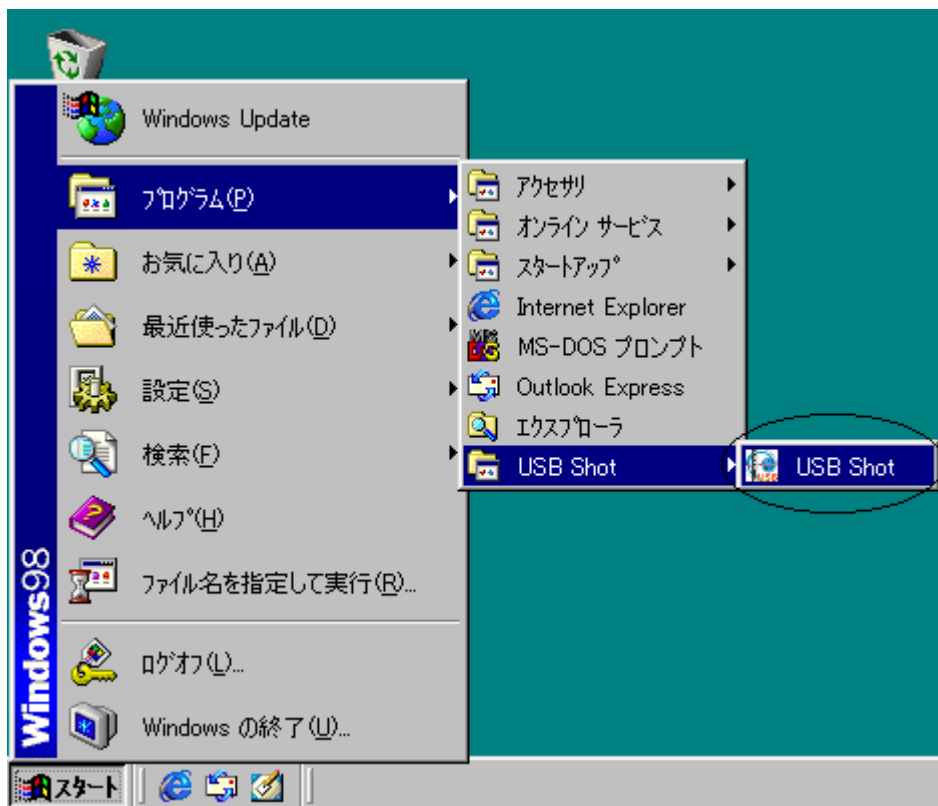 Windows Update
プログラム(P)
お気に入り(A)
最近使ったファイル(D)
設定(S)
検索(F)
ヘルプ(H)
ファイル名を指定して実行(R)...
ログオフ(L)...
Windows の終了(U)...
Windows98
アクセサリ
オンライン サービス
スタートアップ
Internet Explorer
MS-DOS プロンプト
Outlook Express
エクスプローラ
USB Shot
USB Shot
スタート